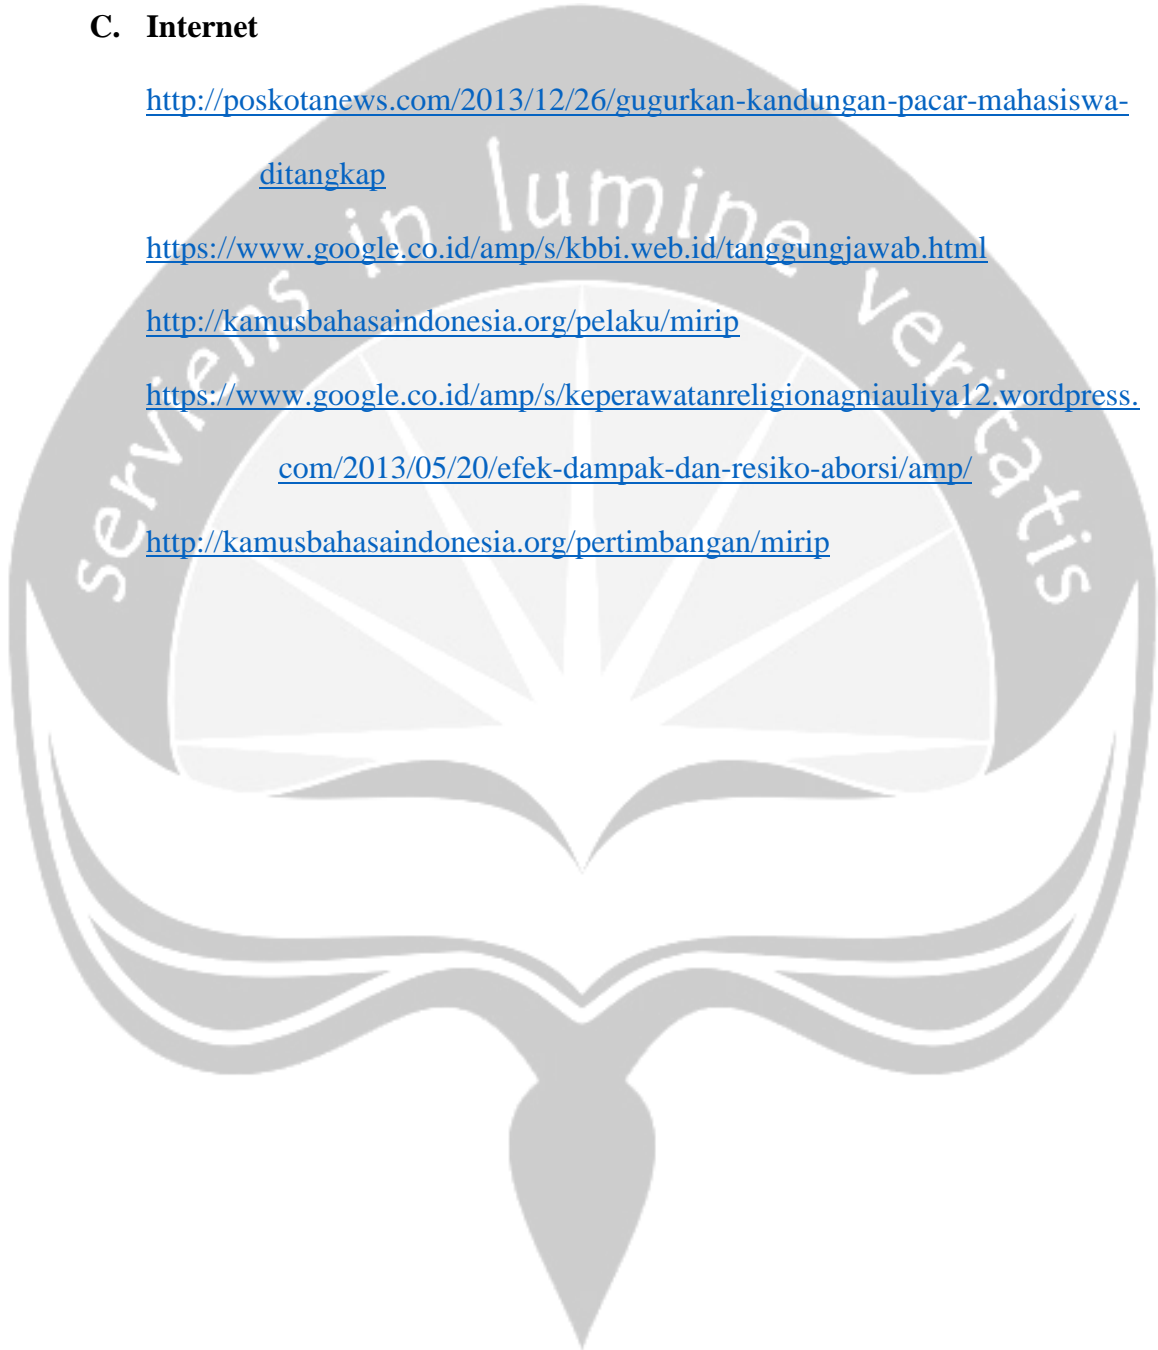 C. Internet
http://poskotanews.com/2013/12/26/gugurkan-kandungan-pacar-mahasiswa-
ditangkap
https://www.google.co.id/amp/s/kbbi.web.id/tanggungjawab.html
http://kamusbahasaindonesia.org/pelaku/mirip
https://www.google.co.id/amp/s/keperawatanreligionagniauliya12.wordpress.
com/2013/05/20/efek-dampak-dan-resiko-aborsi/amp/
http://kamusbahasaindonesia.org/pertimbangan/mirip
serviens in lumine veritatis